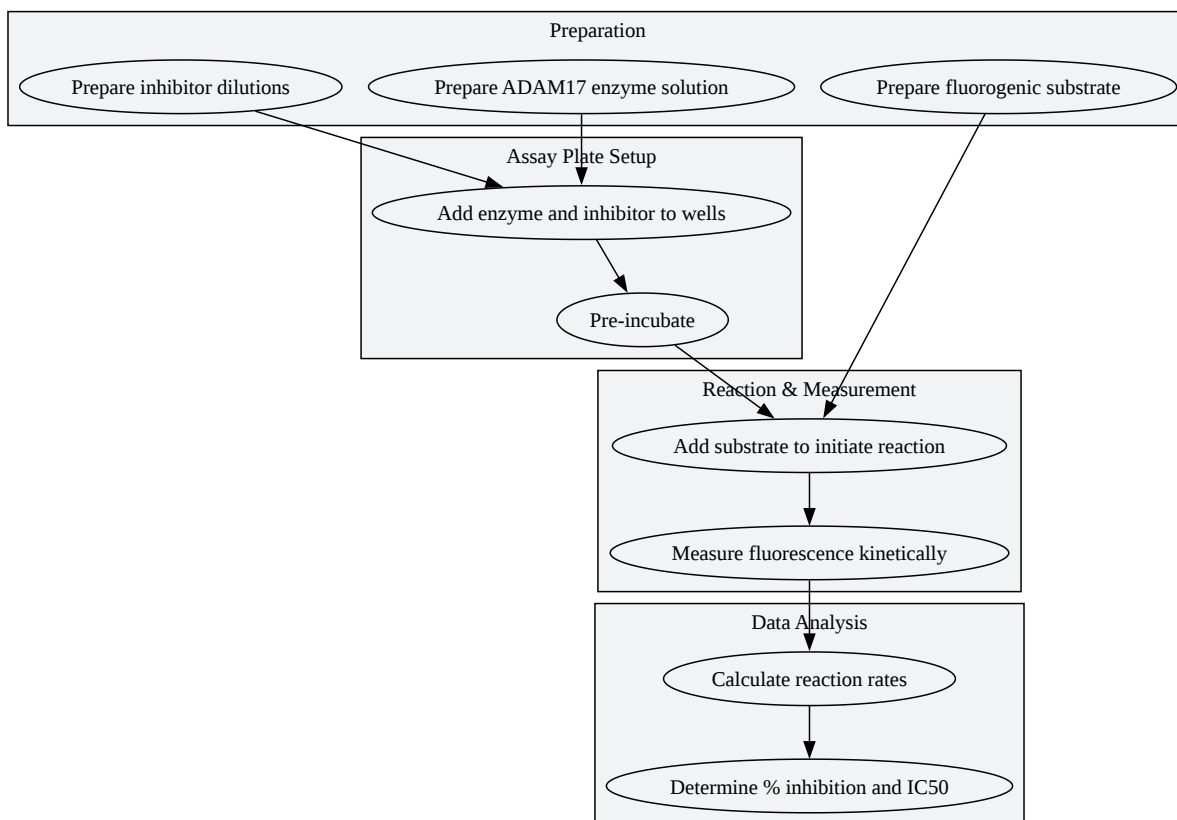 Preparation
Prepare inhibitor dilutions
Prepare ADAM17 enzyme solution
Prepare fluorogenic substrate
Assay Plate Setup
Add enzyme and inhibitor to wells
Pre-incubate
Reaction & Measurement
Add substrate to initiate reaction
Measure fluorescence kinetically
Data Analysis
Calculate reaction rates
Determine % inhibition and IC50